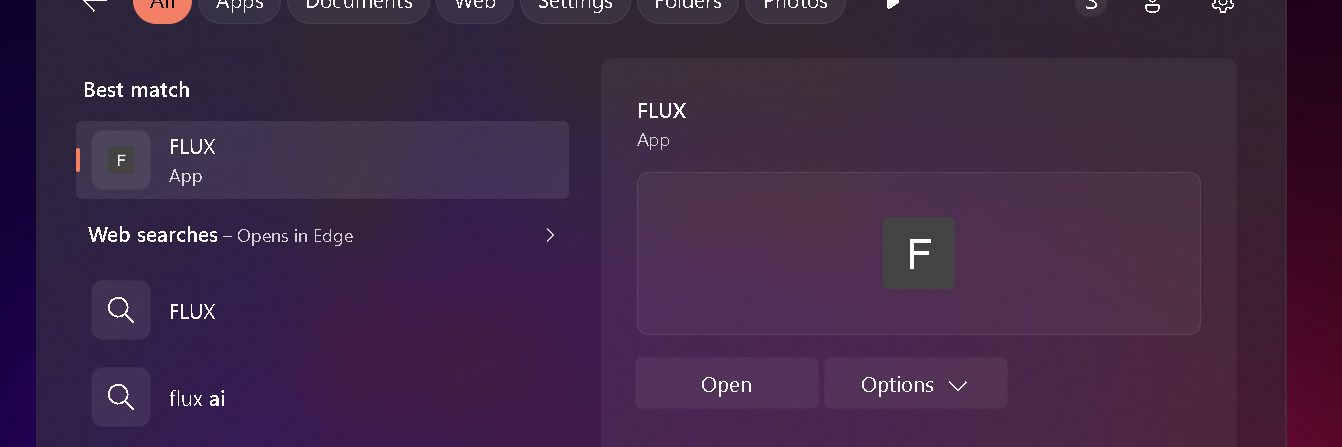 All Apps Documents Web Settings Folders Photos S
Best match
F
FLUX
App
Web searches – Opens in Edge
FLUX
flux ai
FLUX
App
F
Open Options